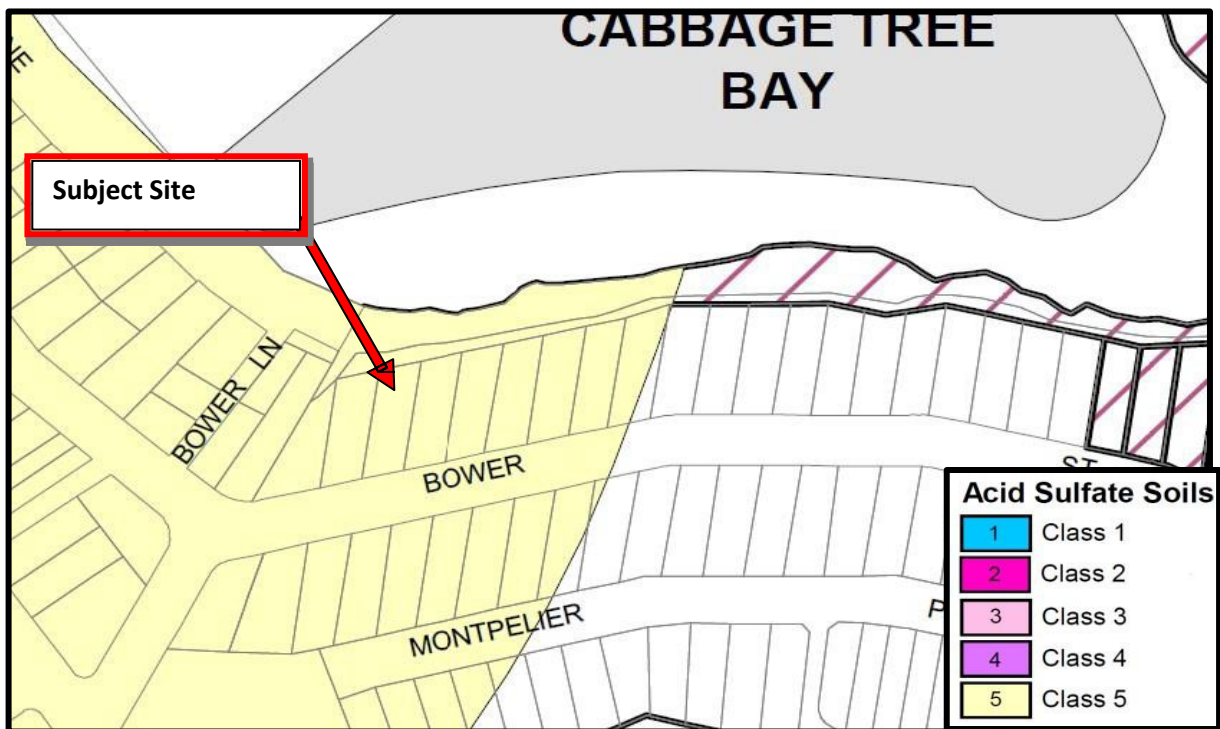 CABBAGE TREE
BAY
NE
Subject Site
BOWER LN
BOWER
ST
MONTPELIER
P
Acid Sulfate Soils
1 Class 1
2 Class 2
3 Class 3
4 Class 4
5 Class 5